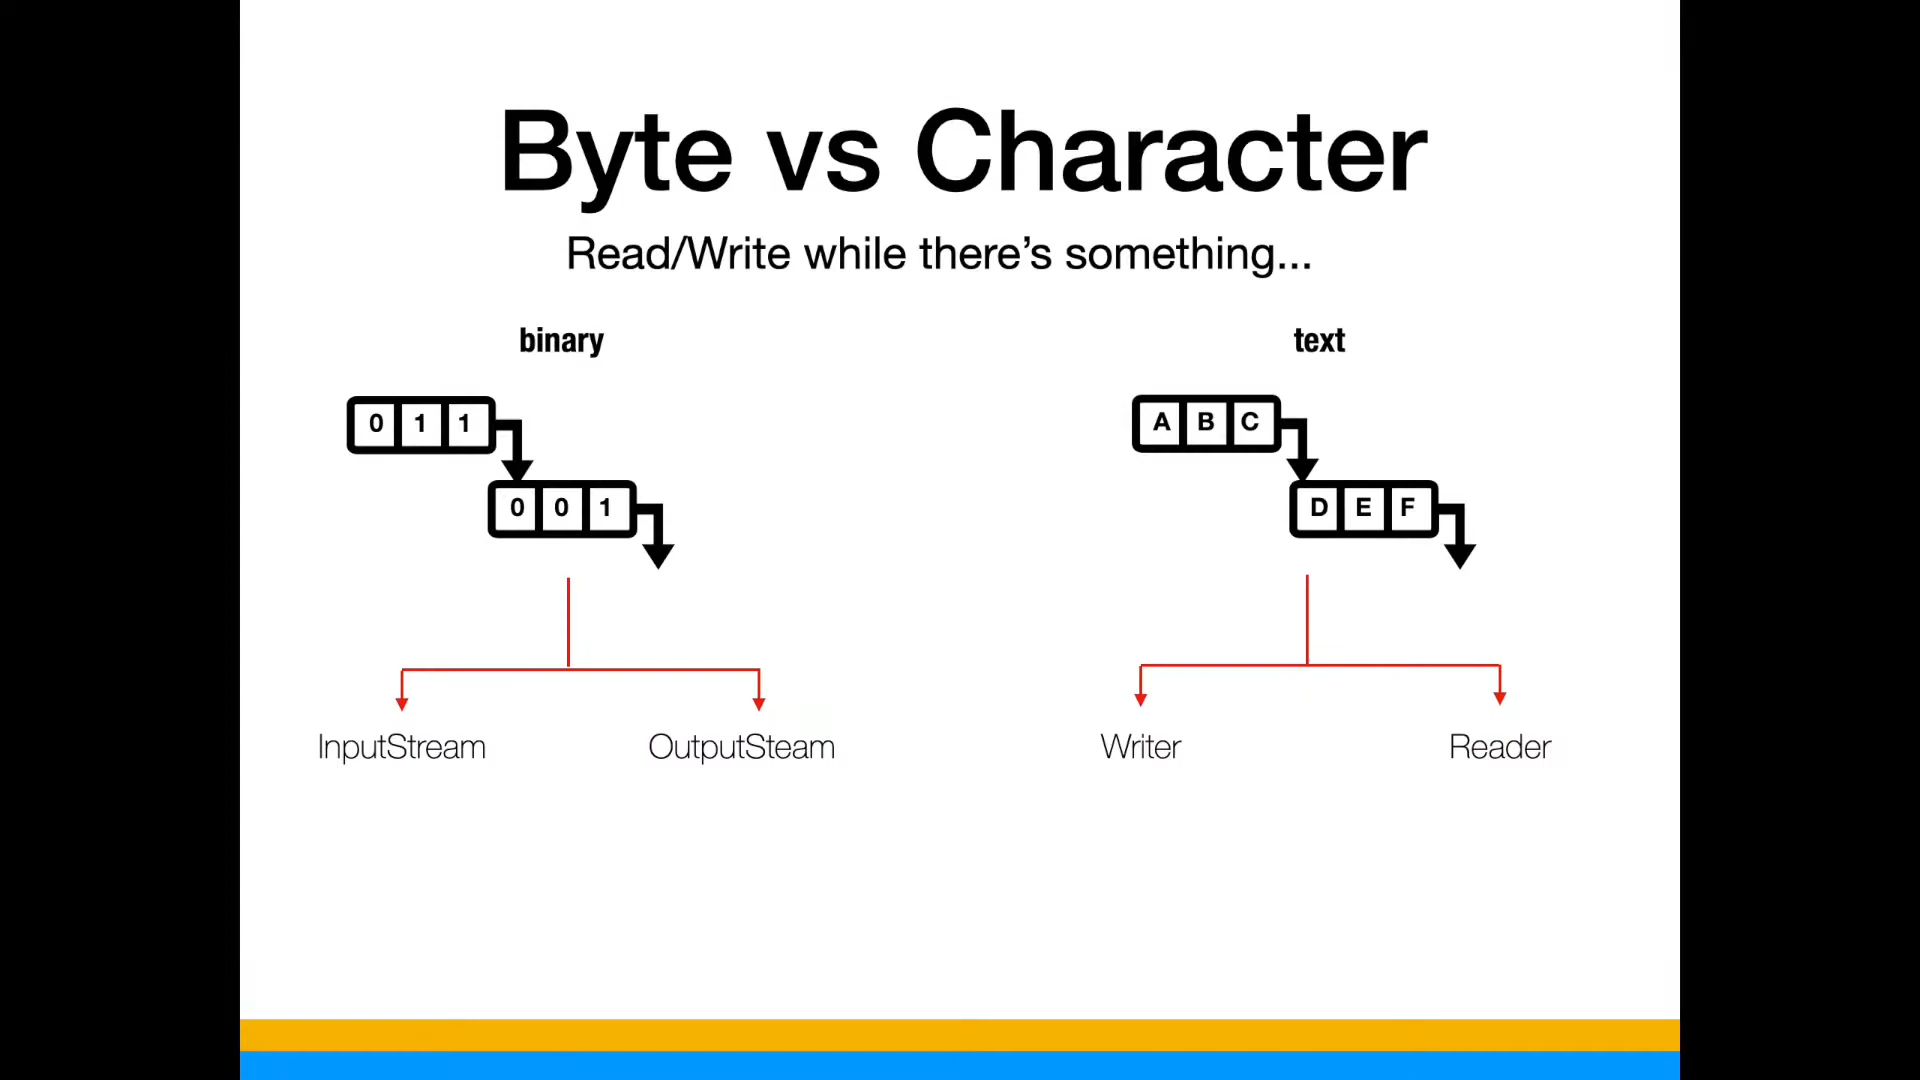 Byte vs Character
Read/Write while there’s something...
binary
text
0 1 1
A B C
0 0 1
D E F
InputStream
OutputSteam
Writer
Reader